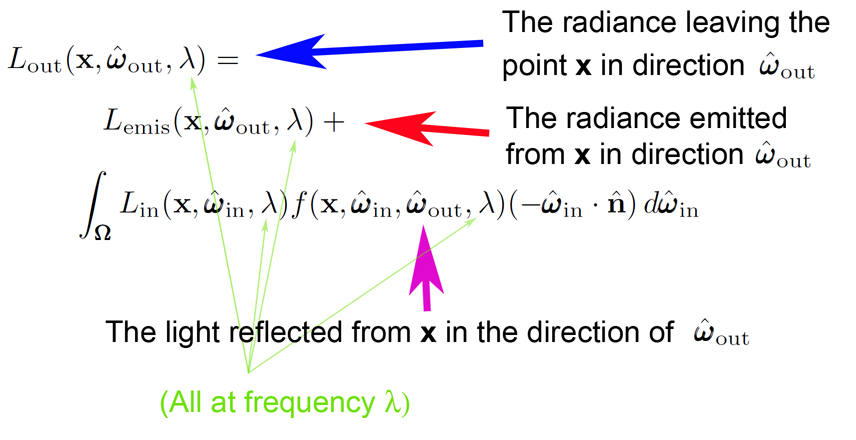 L_out(x, ω̂_out, λ) =
The radiance leaving the
point x in direction ω̂_out
L_emis(x, ω̂_out, λ) +
The radiance emitted
from x in direction ω̂_out
∫_Ω L_in(x, ω̂_in, λ) f(x, ω̂_in, ω̂_out, λ)(−ω̂_in · n̂) dω̂_in
The light reflected from x in the direction of ω̂_out
(All at frequency λ)